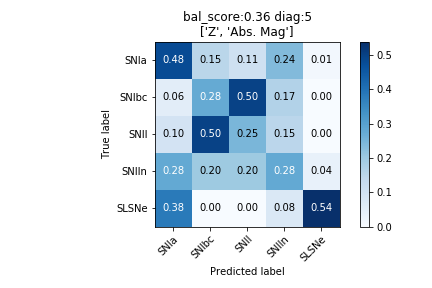 bal_score:0.36 diag:5
['Z', 'Abs. Mag']
True label
SNIa 0.48 0.15 0.11 0.24 0.01
SNIbc 0.06 0.28 0.50 0.17 0.00
SNII 0.10 0.50 0.25 0.15 0.00
SNIIn 0.28 0.20 0.20 0.28 0.04
SLSNe 0.38 0.00 0.00 0.08 0.54
SNIa SNIbc SNII SNIIn SLSNe
Predicted label
0.5
0.4
0.3
0.2
0.1
0.0